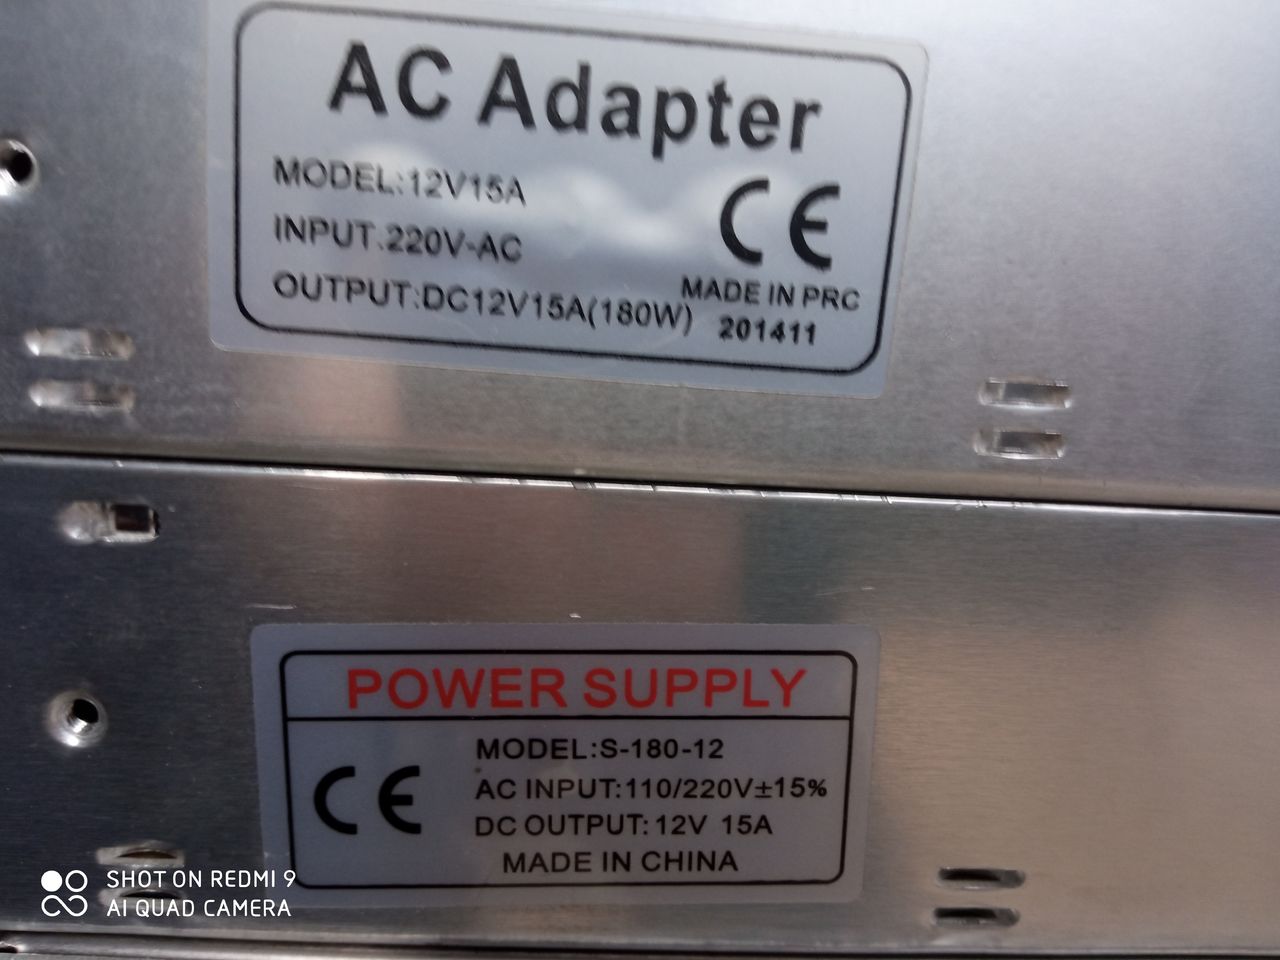 AC Adapter
MODEL:12V15A
INPUT:220V-AC
OUTPUT:DC12V15A(180W)
CE
MADE IN PRC
201411
POWER SUPPLY
CE
MODEL:S-180-12
AC INPUT:110/220V±15%
DC OUTPUT:12V 15A
MADE IN CHINA
SHOT ON REDMI 9
AI QUAD CAMERA